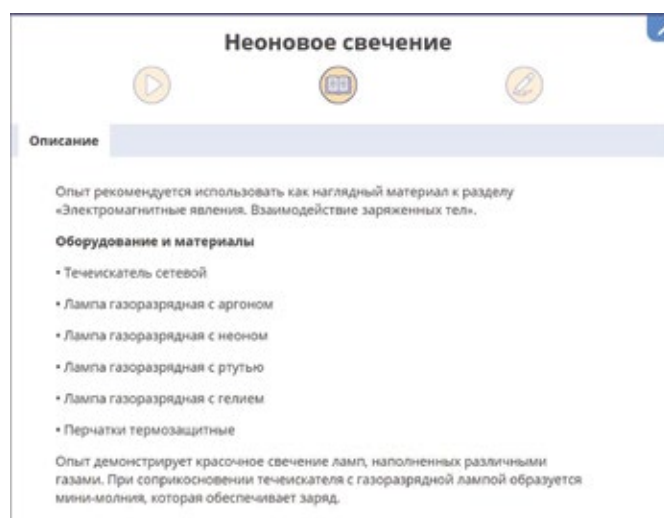 Неоновое свечение
Описание
Опыт рекомендуется использовать как наглядный материал к разделу
«Электромагнитные явления. Взаимодействие заряженных тел».
Оборудование и материалы
• Течеискатель сетевой
• Лампа газоразрядная с аргоном
• Лампа газоразрядная с неоном
• Лампа газоразрядная с ртутью
• Лампа газоразрядная с гелием
• Перчатки термозащитные
Опыт демонстрирует красочное свечение ламп, наполненных различными
газами. При соприкосновении течеискателя с газоразрядной лампой образуется
мини-молния, которая обеспечивает заряд.